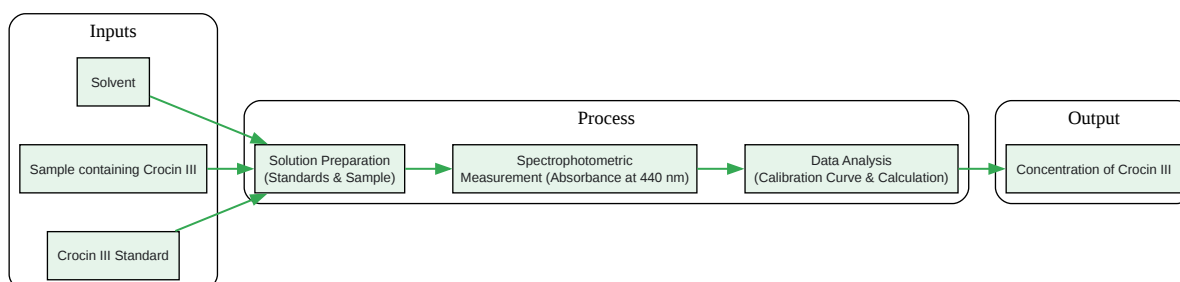 Inputs
Solvent
Sample containing Crocin III
Crocin III Standard
Process
Solution Preparation
(Standards & Sample)
Spectrophotometric
Measurement (Absorbance at 440 nm)
Data Analysis
(Calibration Curve & Calculation)
Output
Concentration of Crocin III